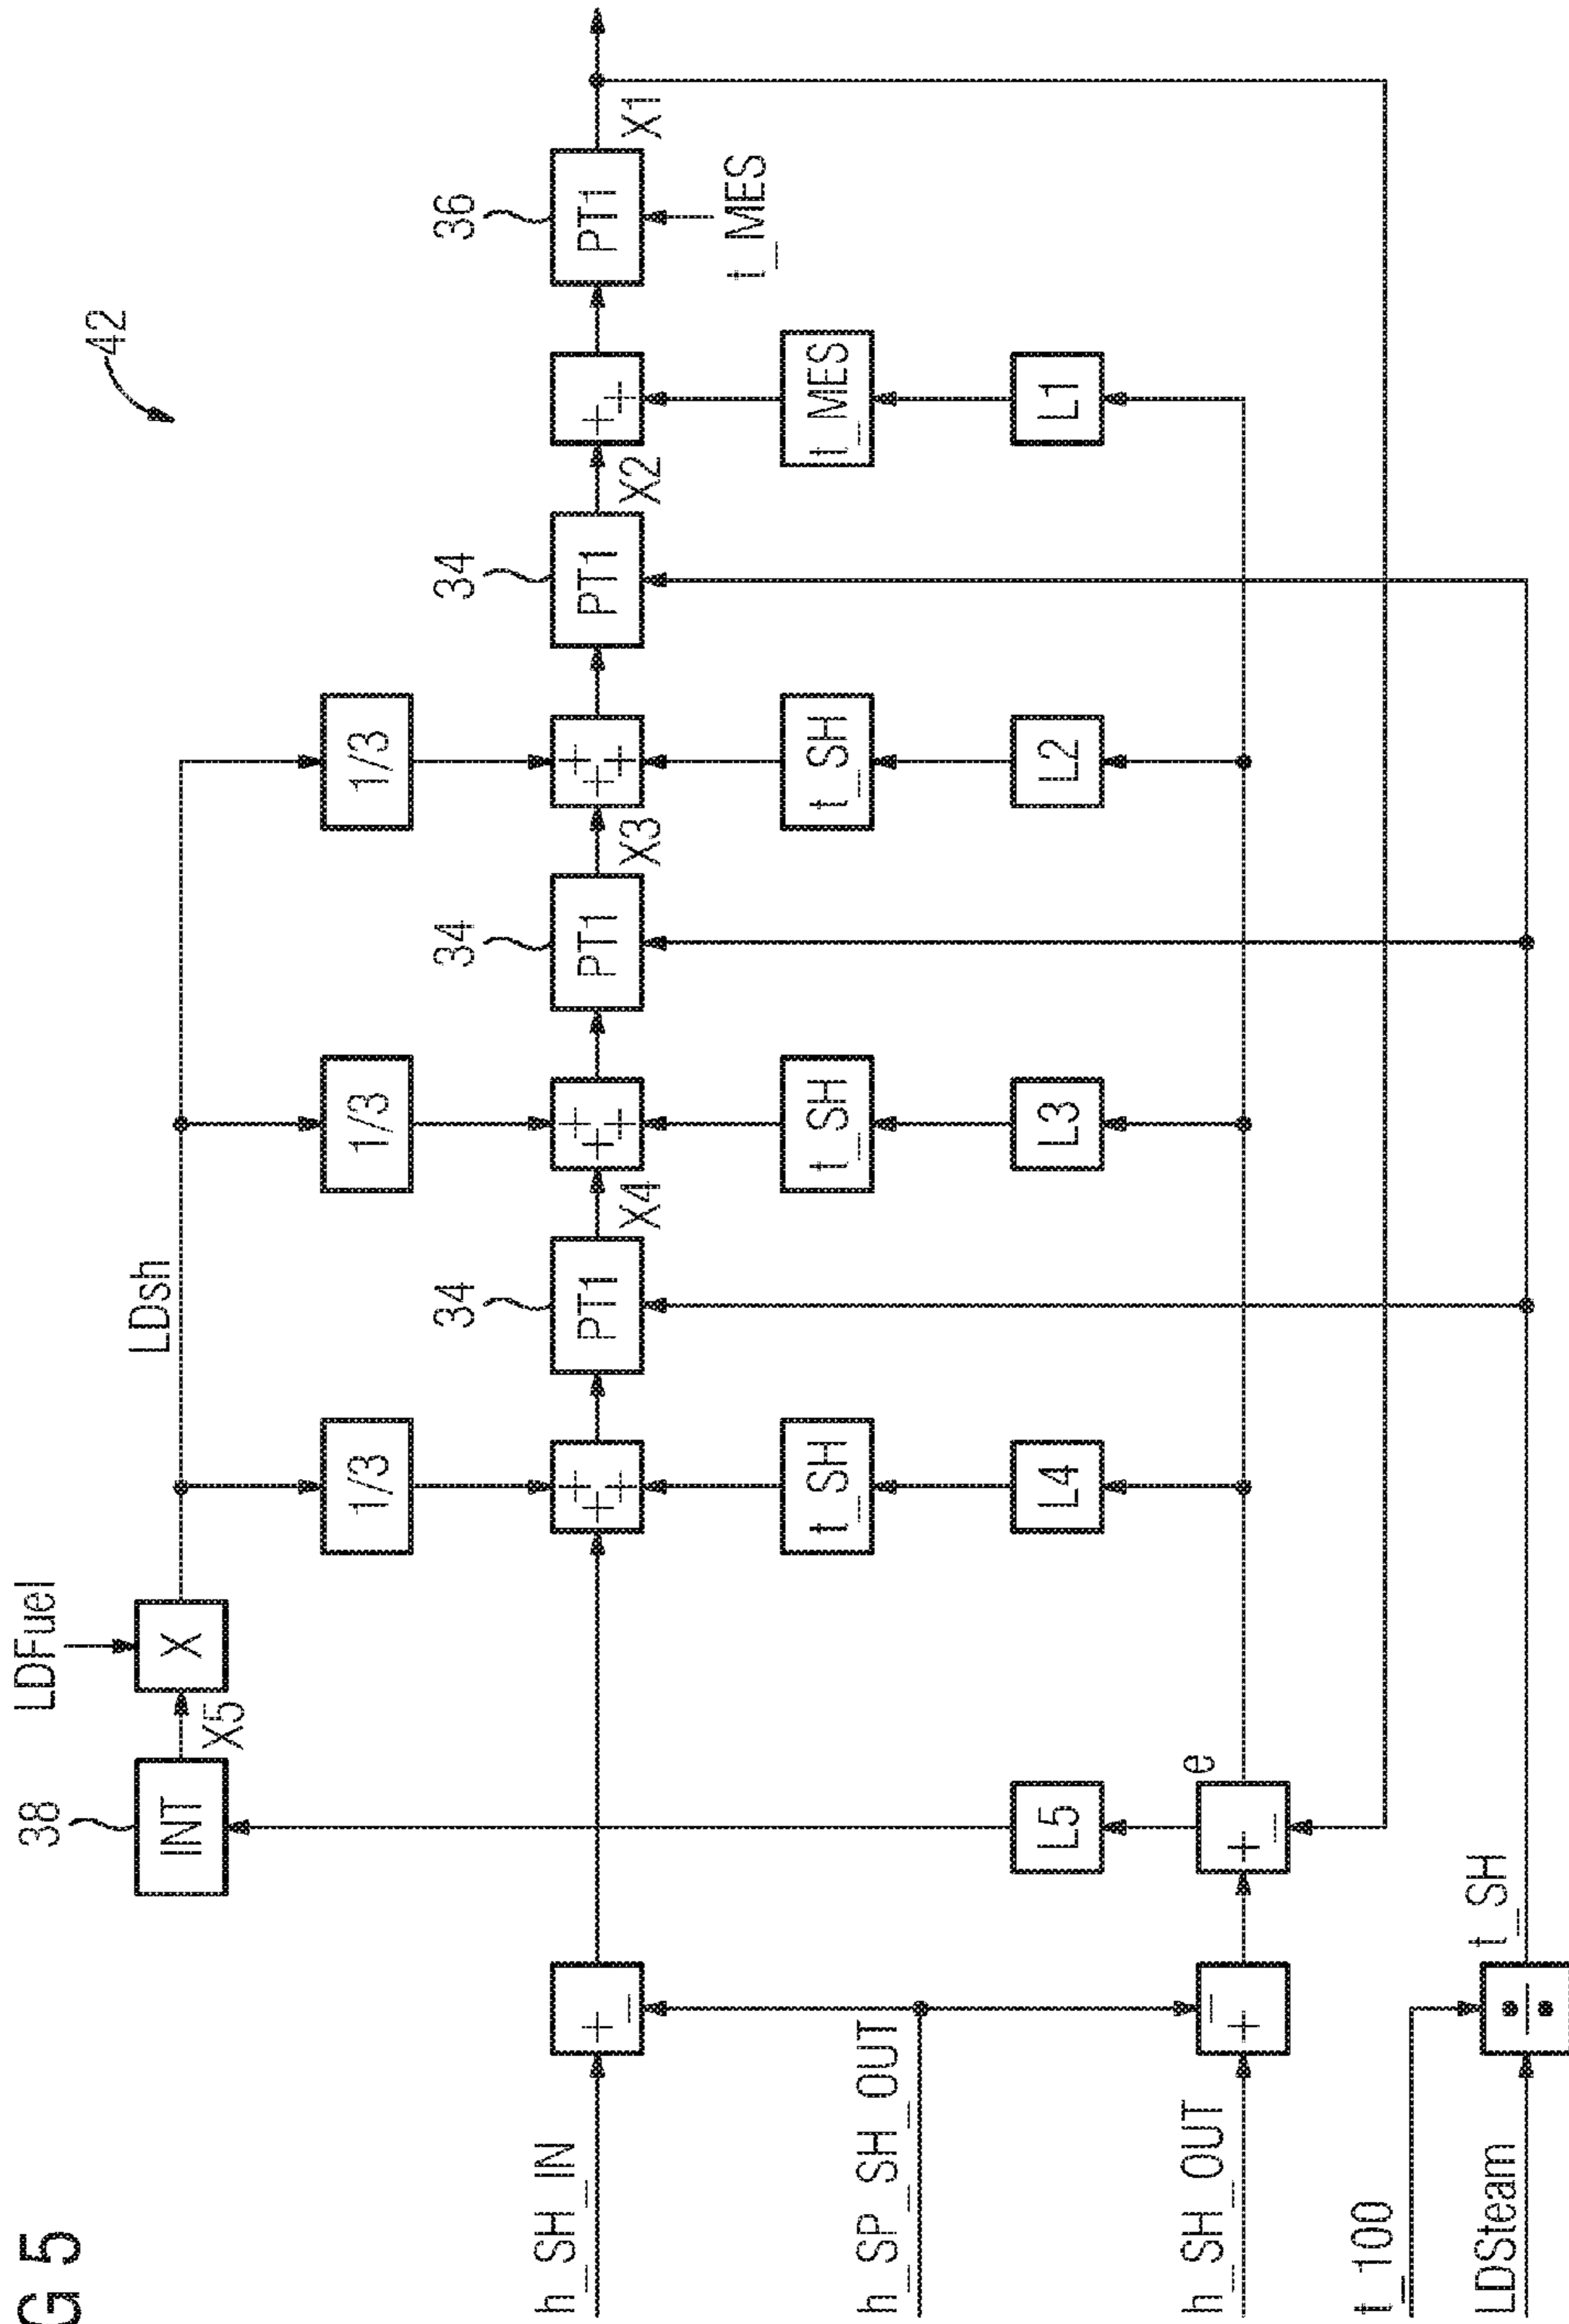 G 5
38
LDFuel
42
INT
X5
X
LDsh
1/3
1/3
1/3
34
34
34
36
h_SH_IN
+
−
+
+
+
PT1
X4
+
+
+
PT1
X3
+
+
+
PT1
X2
+
+
PT1
X1
t_MES
h_SP_SH_OUT
t_SH
t_SH
t_SH
t_MES
L5
L4
L3
L2
L1
h_SH_OUT
−
+
+
−
e
t_100
LDSteam
÷
t_SH